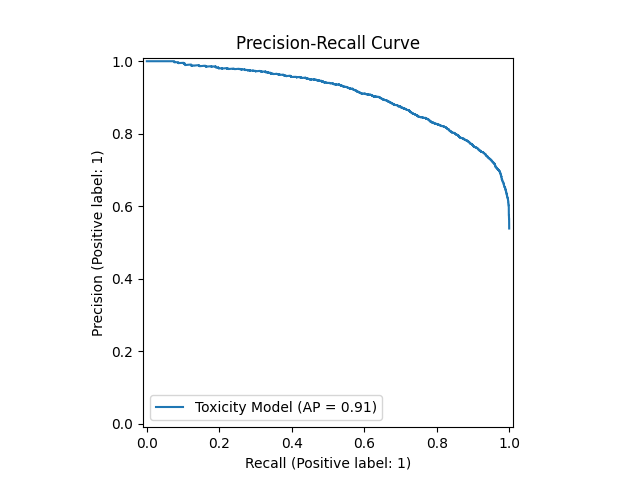 Precision-Recall Curve
1.0
0.8
0.6
0.4
0.2
0.0
Precision (Positive label: 1)
Toxicity Model (AP = 0.91)
0.0 0.2 0.4 0.6 0.8 1.0
Recall (Positive label: 1)